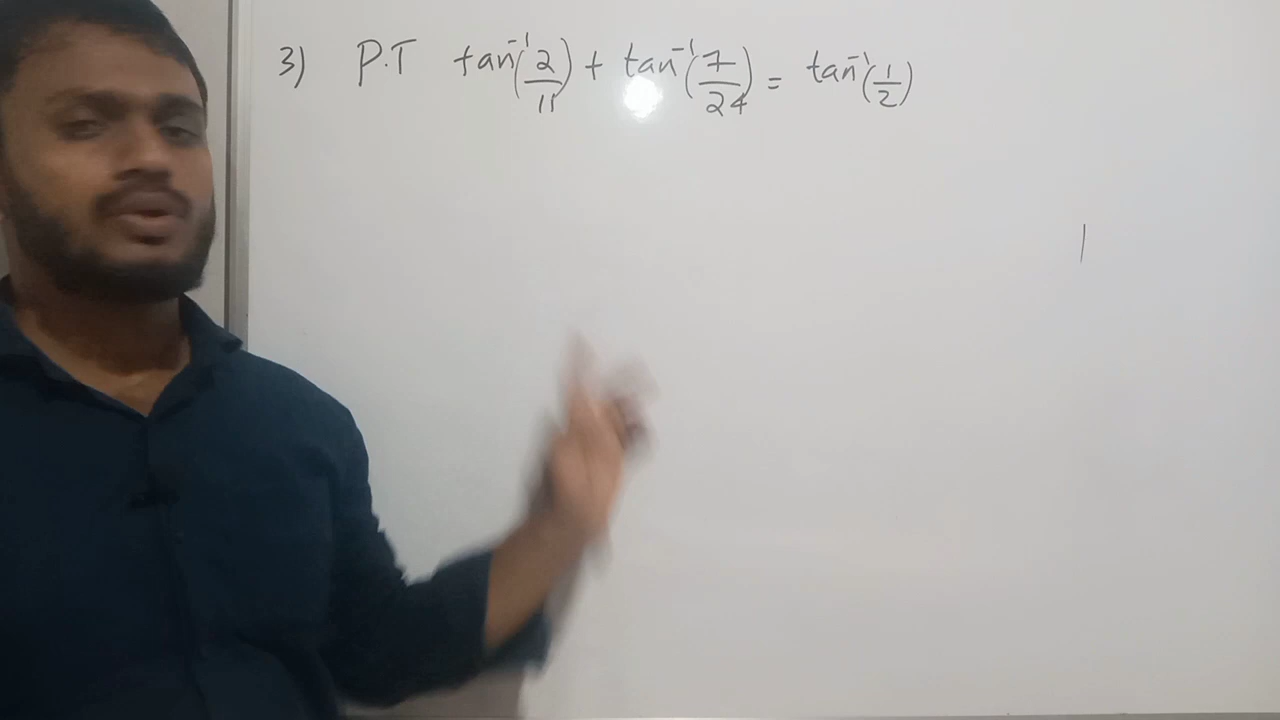 3) P.T tan⁻¹(2/11) + tan⁻¹(7/24) = tan⁻¹(1/2)